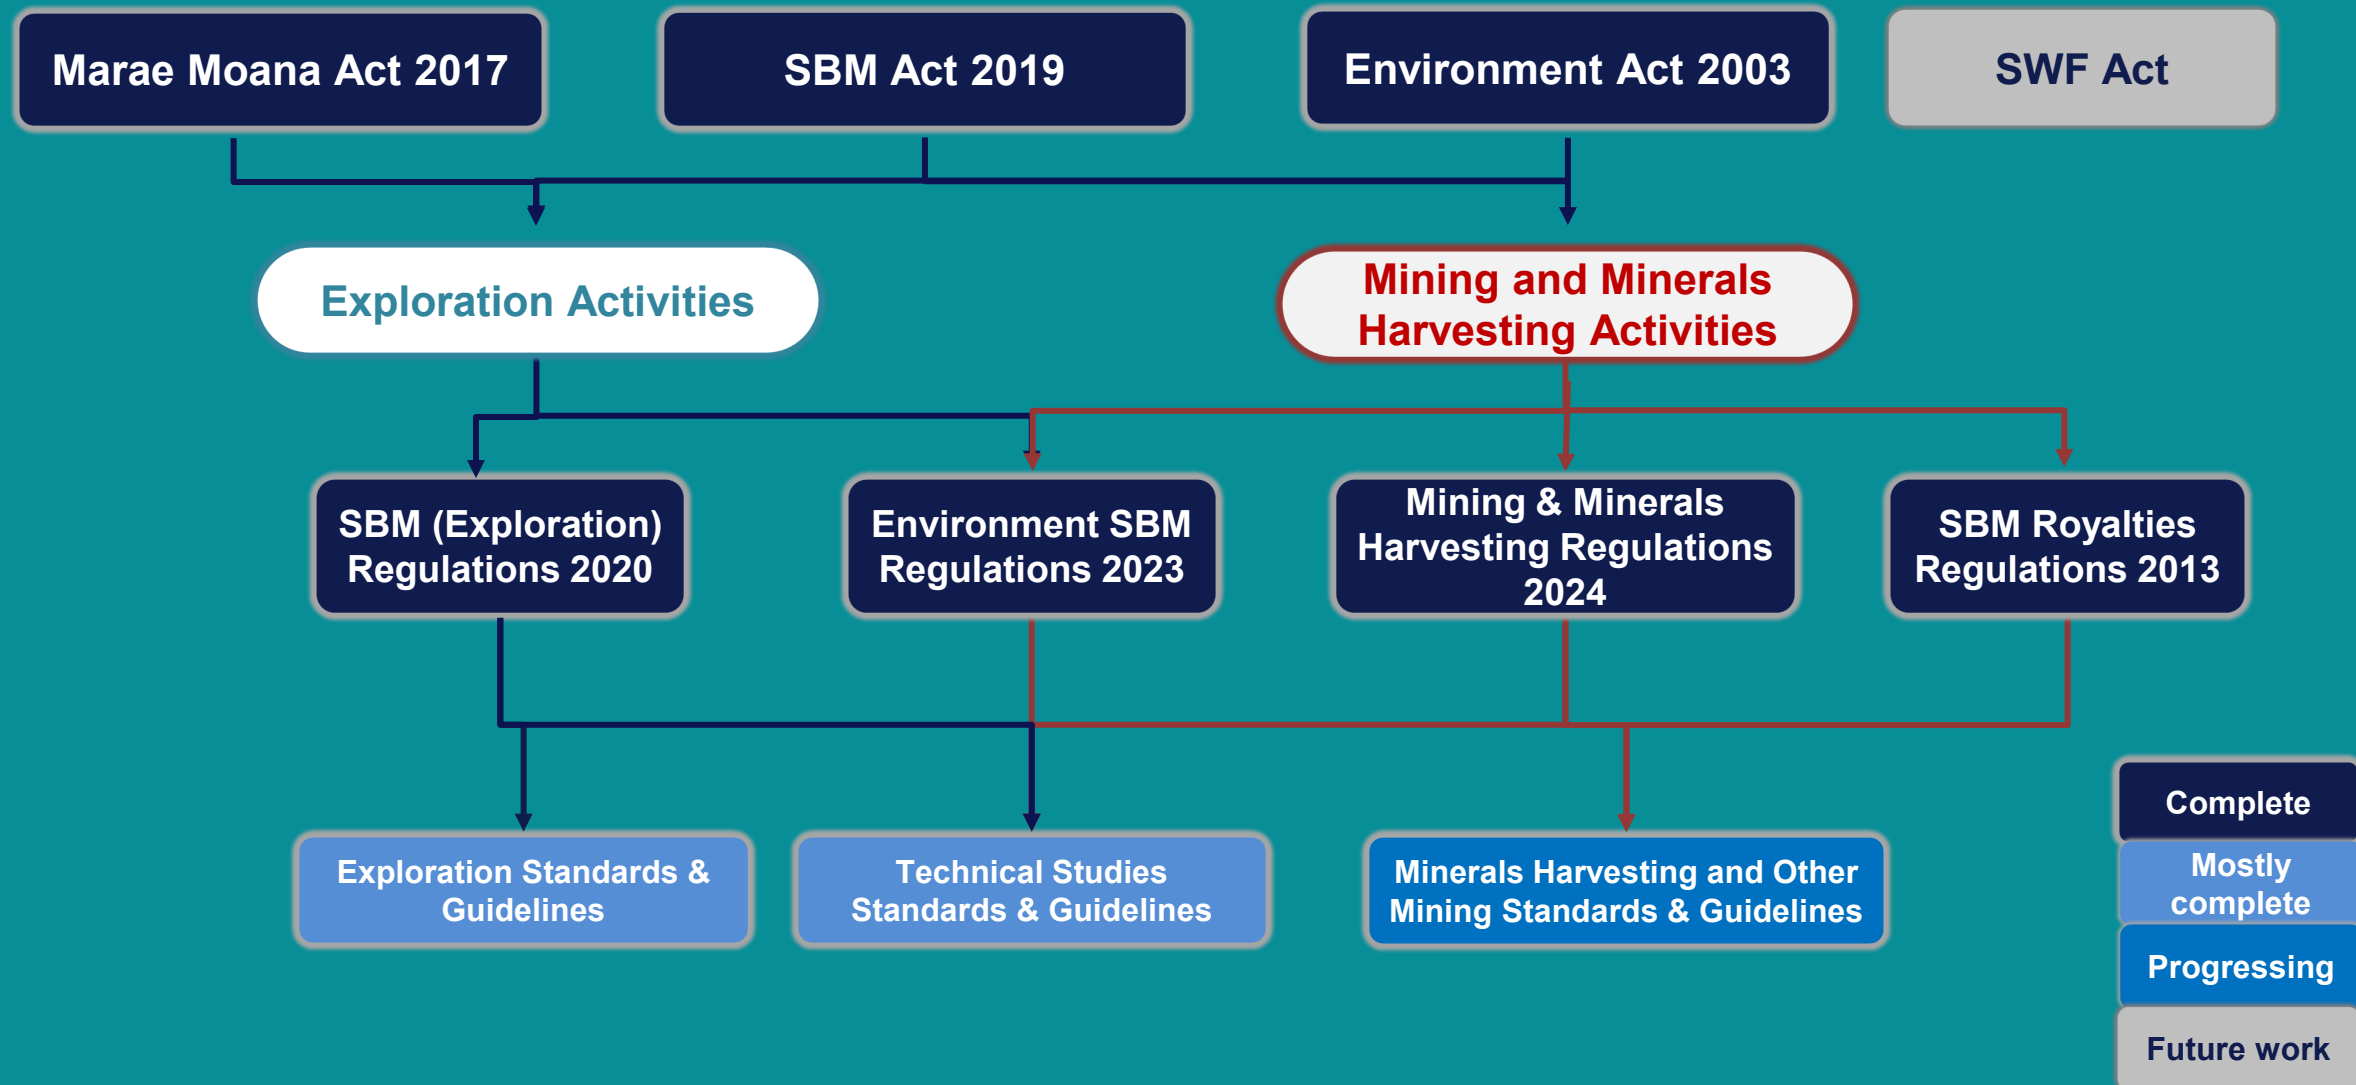 Marae Moana Act 2017
SBM Act 2019
Environment Act 2003
SWF Act
Exploration Activities
Mining and Minerals
Harvesting Activities
SBM (Exploration)
Regulations 2020
Environment SBM
Regulations 2023
Mining & Minerals
Harvesting Regulations
2024
SBM Royalties
Regulations 2013
Exploration Standards &
Guidelines
Technical Studies
Standards & Guidelines
Minerals Harvesting and Other
Mining Standards & Guidelines
Complete
Mostly
complete
Progressing
Future work